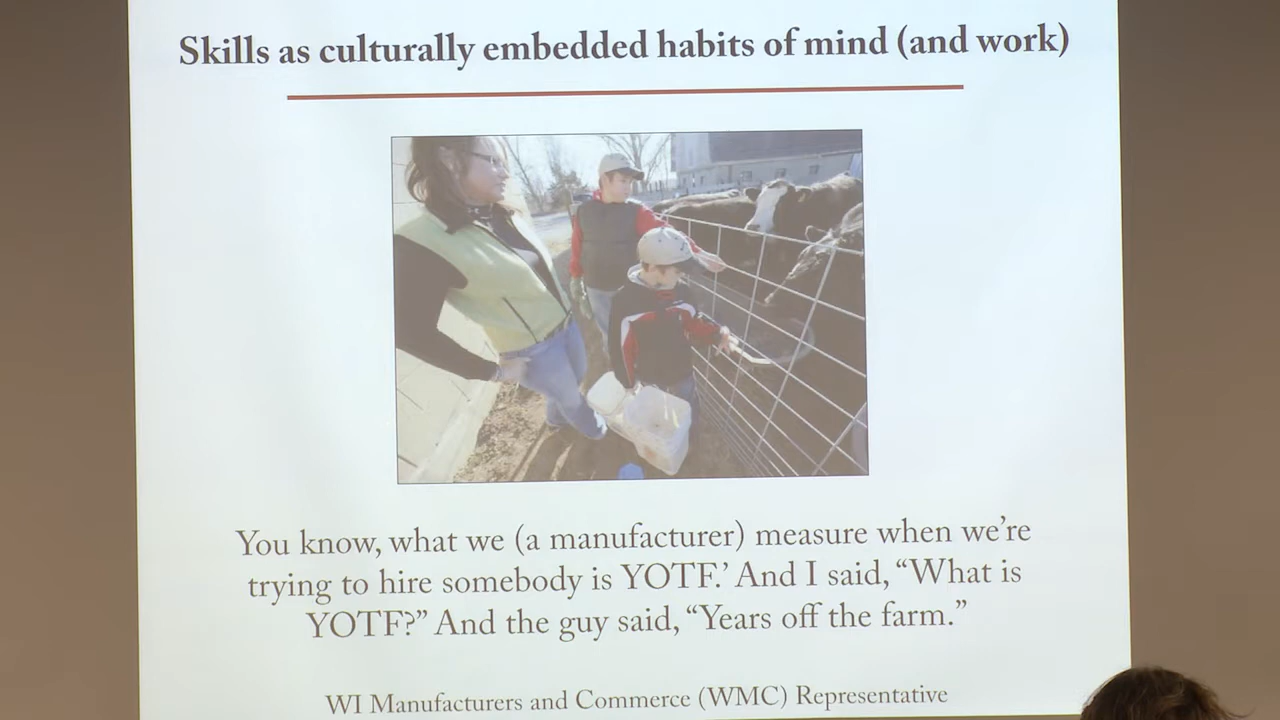 Skills as culturally embedded habits of mind (and work)
You know, what we (a manufacturer) measure when we're
trying to hire somebody is YOTF.' And I said, "What is
YOTF?" And the guy said, "Years off the farm."
WI Manufacturers and Commerce (WMC) Representative